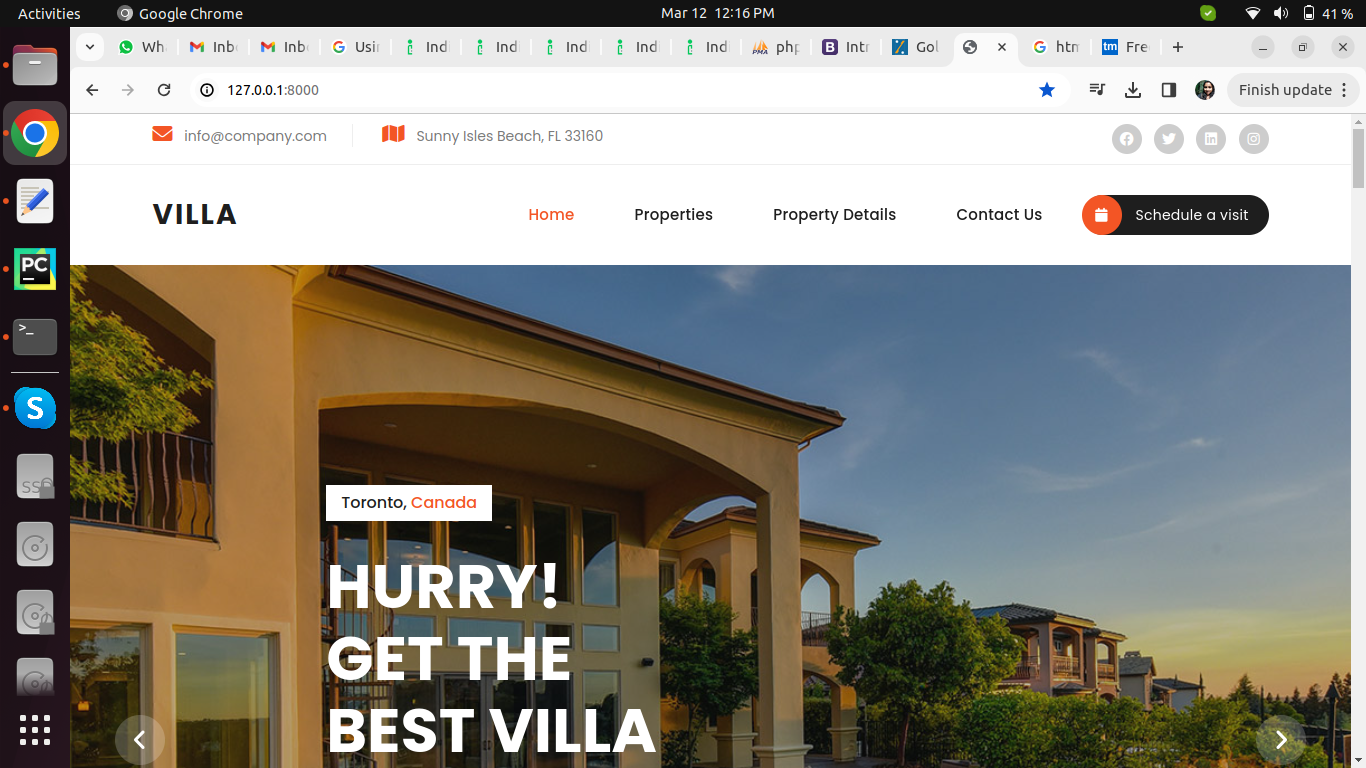 Activities Google Chrome Mar 12 12:16 PM 41 %
Wh Inb Inb Usi Ind Ind Ind Ind Ind php Intr Gol htm Fre
127.0.0.1:8000 Finish update
info@company.com Sunny Isles Beach, FL 33160
VILLA Home Properties Property Details Contact Us Schedule a visit
PC
>_
S
SS
Toronto, Canada
HURRY!
GET THE
BEST VILLA